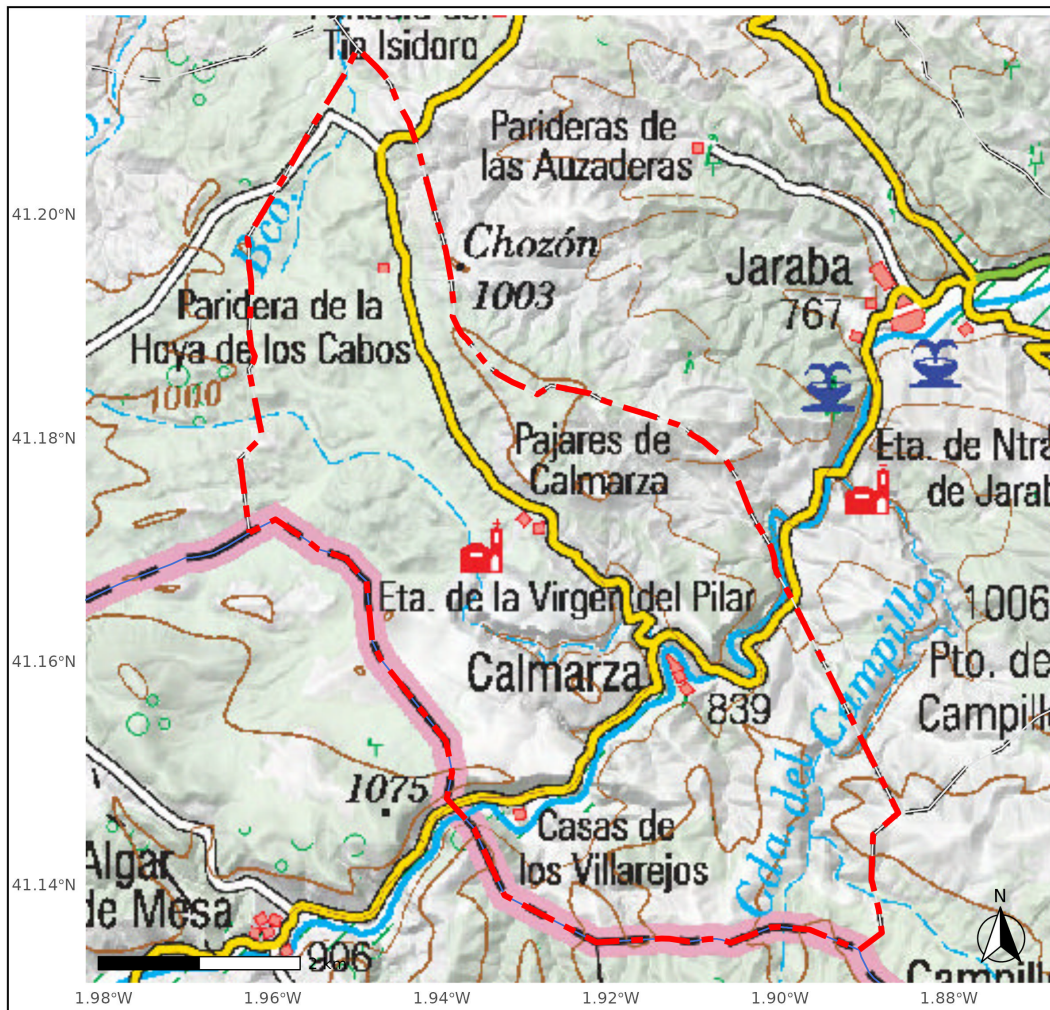 Tio Isidoro
Parideras de
las Auzaderas
41.20°N
Bco.
Chozón
1003
Jaraba
767
Paridera de la
Hoya de los Cabos
1000
41.18°N
Pajares de
Calmarza
Eta. de Ntra
de Jarab
Eta. de la Virgen del Pilar
1006
41.16°N
Calmarza
Pto. de
Campill
839
Cda. del Campillo
1075
Casas de
los Villarejos
Algar
de Mesa
41.14°N
906
2 km
N
Campill
1.98°W
1.96°W
1.94°W
1.92°W
1.90°W
1.88°W